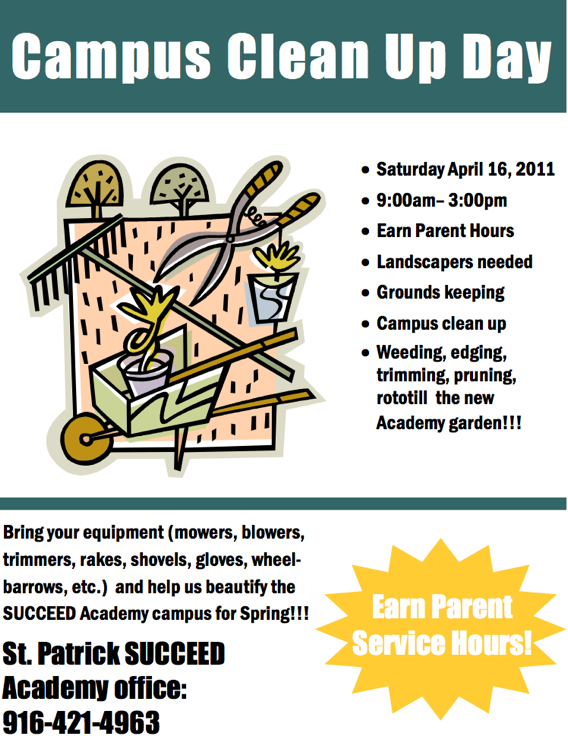 Campus Clean Up Day
• Saturday April 16, 2011
• 9:00am– 3:00pm
• Earn Parent Hours
• Landscapers needed
• Grounds keeping
• Campus clean up
• Weeding, edging,
trimming, pruning,
rototill the new
Academy garden!!!
Bring your equipment (mowers, blowers,
trimmers, rakes, shovels, gloves, wheel-
barrows, etc.) and help us beautify the
SUCCEED Academy campus for Spring!!!
St. Patrick SUCCEED
Academy office:
916-421-4963
Earn Parent
Service Hours!